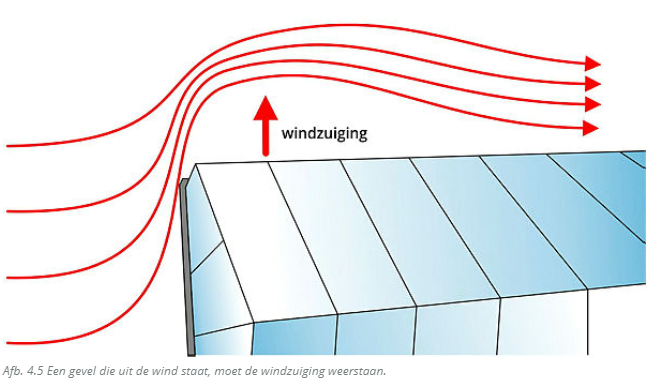 windzuiging
Afb. 4.5 Een gevel die uit de wind staat, moet de windzuiging weerstaan.